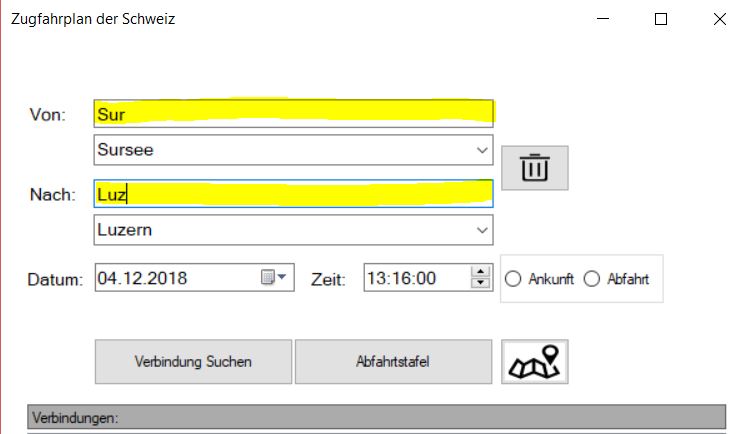 Zugfahrplan der Schweiz
Von: Sur
Sursee
Nach: Luz
Luzern
Datum: 04.12.2018 Zeit: 13:16:00 Ankunft Abfahrt
Verbindung Suchen Abfahrtstafel
Verbindungen: